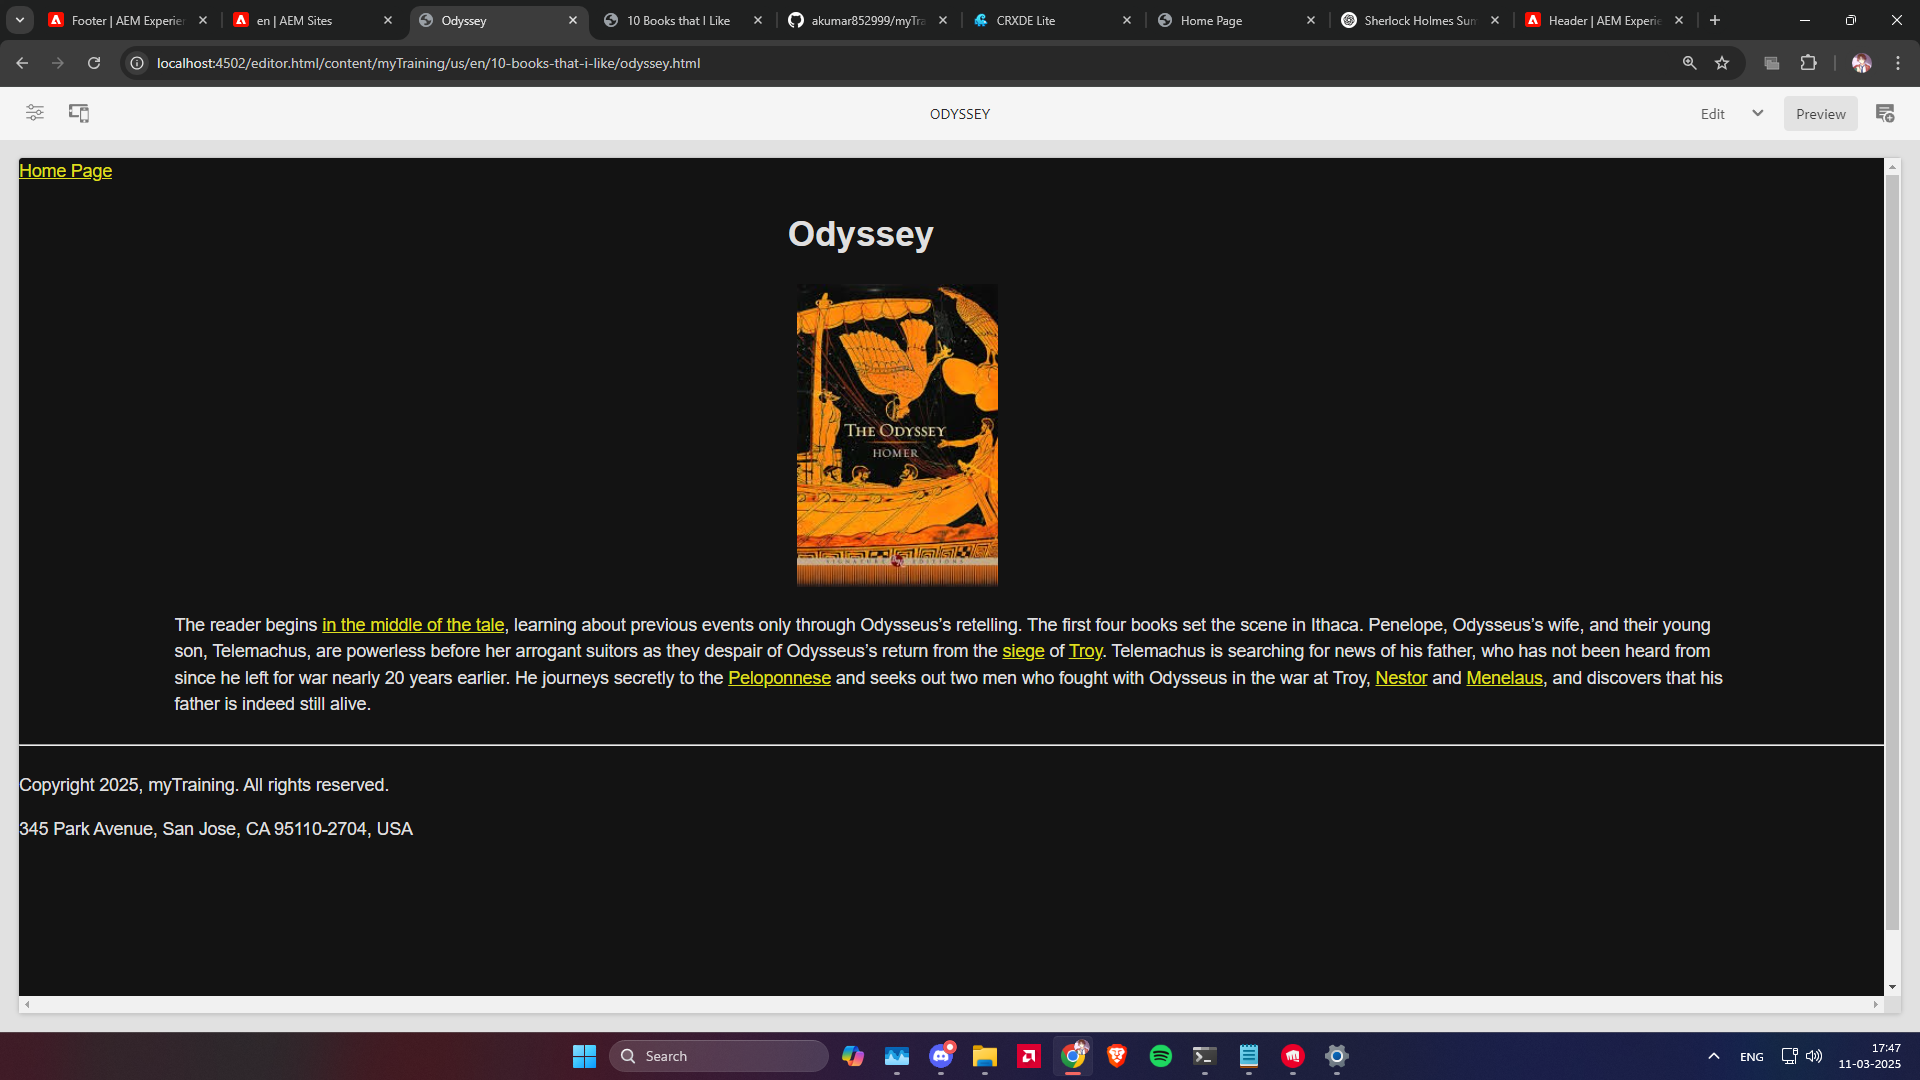 Footer | AEM Experie
en | AEM Sites
Odyssey
10 Books that I Like
akumar852999/myTra
CRXDE Lite
Home Page
Sherlock Holmes Sum
Header | AEM Experie
localhost:4502/editor.html/content/myTraining/us/en/10-books-that-i-like/odyssey.html
ODYSSEY
Edit
Preview
Home Page
Odyssey
THE ODYSSEY
HOMER
SIGNATURE EDITIONS
The reader begins in the middle of the tale, learning about previous events only through Odysseus’s retelling. The first four books set the scene in Ithaca. Penelope, Odysseus’s wife, and their young
son, Telemachus, are powerless before her arrogant suitors as they despair of Odysseus’s return from the siege of Troy. Telemachus is searching for news of his father, who has not been heard from
since he left for war nearly 20 years earlier. He journeys secretly to the Peloponnese and seeks out two men who fought with Odysseus in the war at Troy, Nestor and Menelaus, and discovers that his
father is indeed still alive.
Copyright 2025, myTraining. All rights reserved.
345 Park Avenue, San Jose, CA 95110-2704, USA
Search
ENG
17:47
11-03-2025